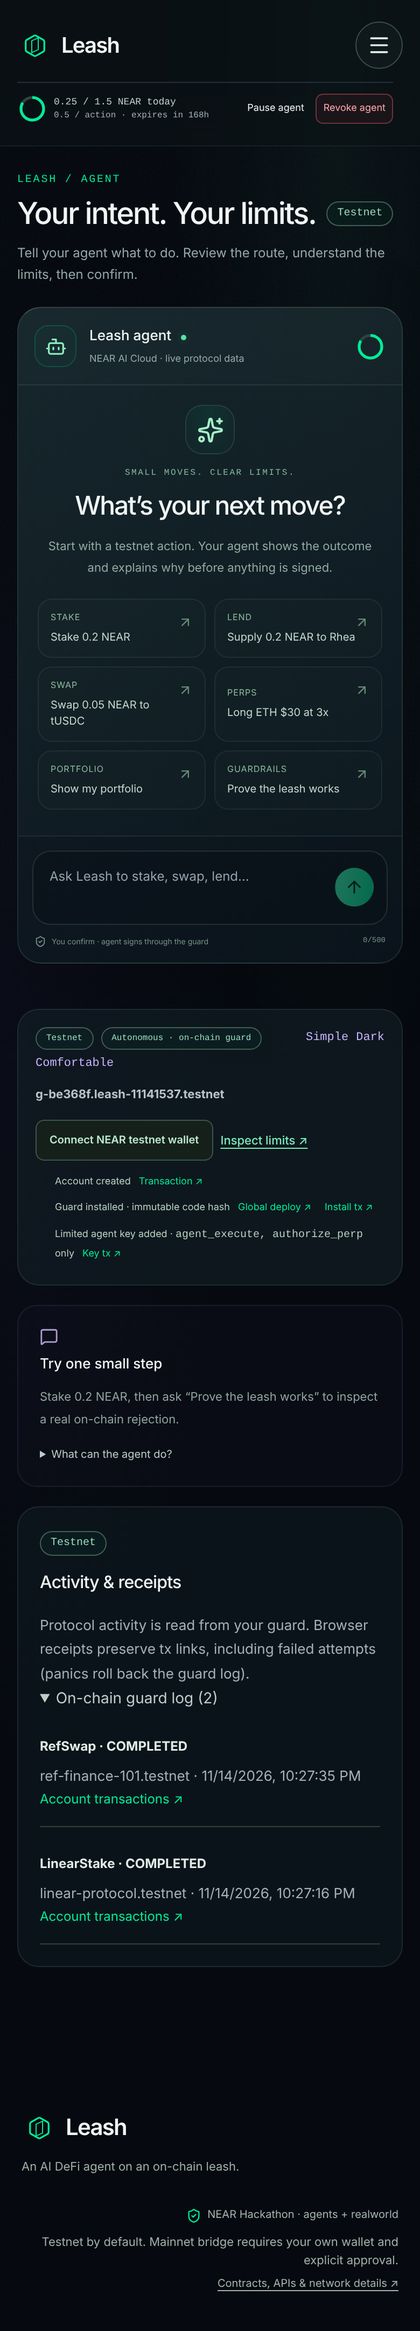 Leash
0.25 / 1.5 NEAR today
0.5 / action · expires in 168h
Pause agent
Revoke agent
LEASH / AGENT
Your intent. Your limits.
Testnet
Tell your agent what to do. Review the route, understand the
limits, then confirm.
Leash agent
NEAR AI Cloud · live protocol data
SMALL MOVES. CLEAR LIMITS.
What’s your next move?
Start with a testnet action. Your agent shows the outcome
and explains why before anything is signed.
STAKE
Stake 0.2 NEAR
LEND
Supply 0.2 NEAR to Rhea
SWAP
Swap 0.05 NEAR to
tUSDC
PERPS
Long ETH $30 at 3x
PORTFOLIO
Show my portfolio
GUARDRAILS
Prove the leash works
Ask Leash to stake, swap, lend...
You confirm · agent signs through the guard
0/500
Testnet
Autonomous · on-chain guard
Simple Dark
Comfortable
g-be368f.leash-11141537.testnet
Connect NEAR testnet wallet
Inspect limits ↗
Account created Transaction ↗
Guard installed · immutable code hash Global deploy ↗ Install tx ↗
Limited agent key added · agent_execute, authorize_perp
only Key tx ↗
Try one small step
Stake 0.2 NEAR, then ask “Prove the leash works” to inspect
a real on-chain rejection.
▶ What can the agent do?
Testnet
Activity & receipts
Protocol activity is read from your guard. Browser
receipts preserve tx links, including failed attempts
(panics roll back the guard log).
▼ On-chain guard log (2)
RefSwap · COMPLETED
ref-finance-101.testnet · 11/14/2026, 10:27:35 PM
Account transactions ↗
LinearStake · COMPLETED
linear-protocol.testnet · 11/14/2026, 10:27:16 PM
Account transactions ↗
Leash
An AI DeFi agent on an on-chain leash.
NEAR Hackathon · agents + realworld
Testnet by default. Mainnet bridge requires your own wallet and
explicit approval.
Contracts, APIs & network details ↗